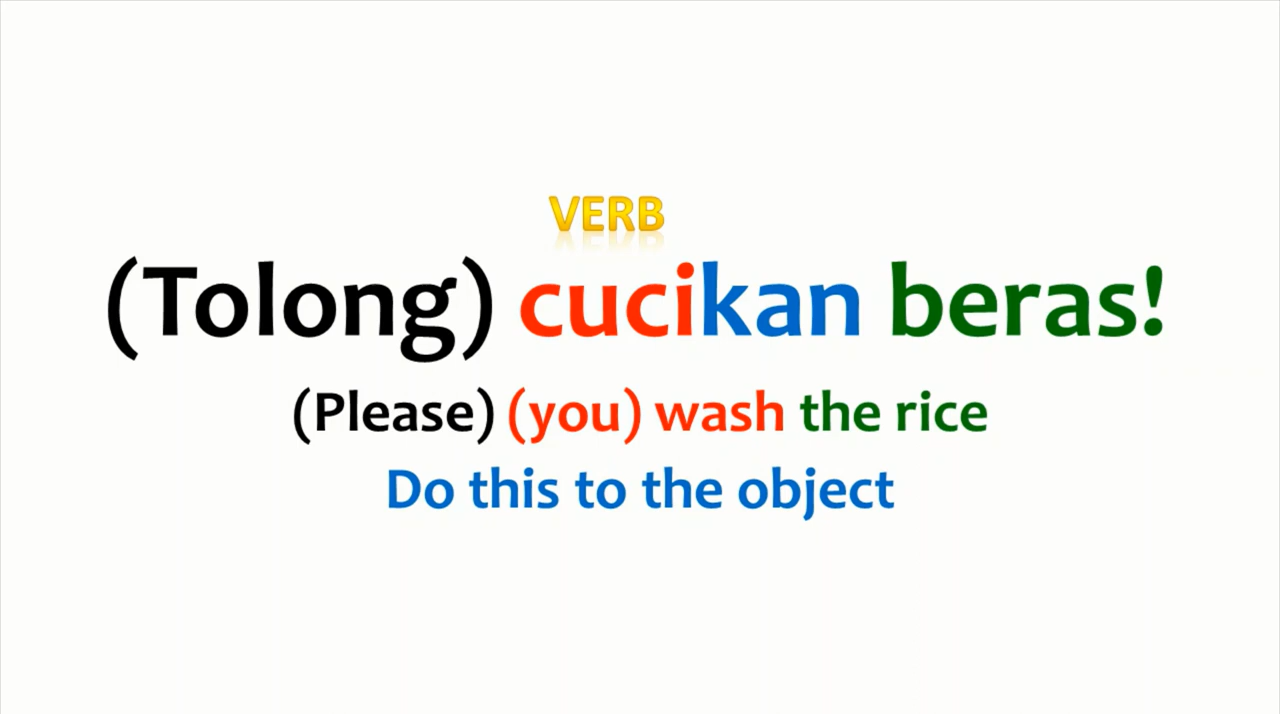 VERB
(Tolong) cucikan beras!
(Please) (you) wash the rice
Do this to the object